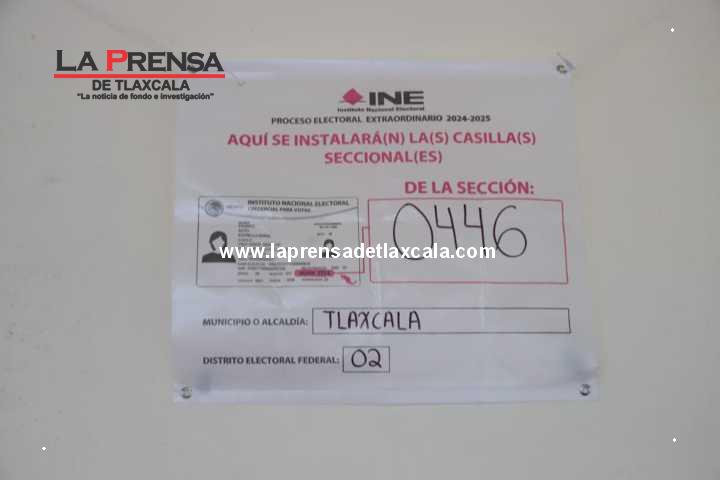 LA PRENSA
DE TLAXCALA
"La noticia de fondo e investigación"
INE
Instituto Nacional Electoral
PROCESO ELECTORAL EXTRAORDINARIO 2024-2025
AQUÍ SE INSTALARÁ(N) LA(S) CASILLA(S)
SECCIONAL(ES)
DE LA SECCIÓN:
INSTITUTO NACIONAL ELECTORAL
CREDENCIAL PARA VOTAR
0446
www.laprensadetlaxcala.com
MUNICIPIO O ALCALDÍA: TLAXCALA
DISTRITO ELECTORAL FEDERAL: 02